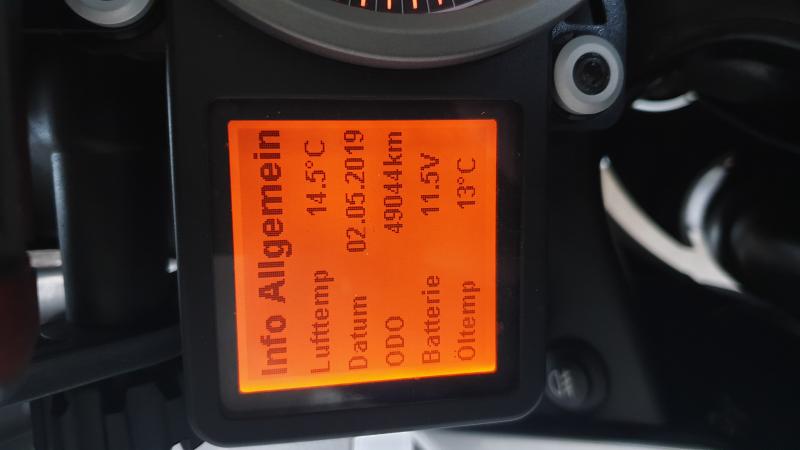 Info Allgemein
Lufttemp 14.5°C
Datum 02.05.2019
ODO 49044km
Batterie 11.5V
Öltemp 13°C